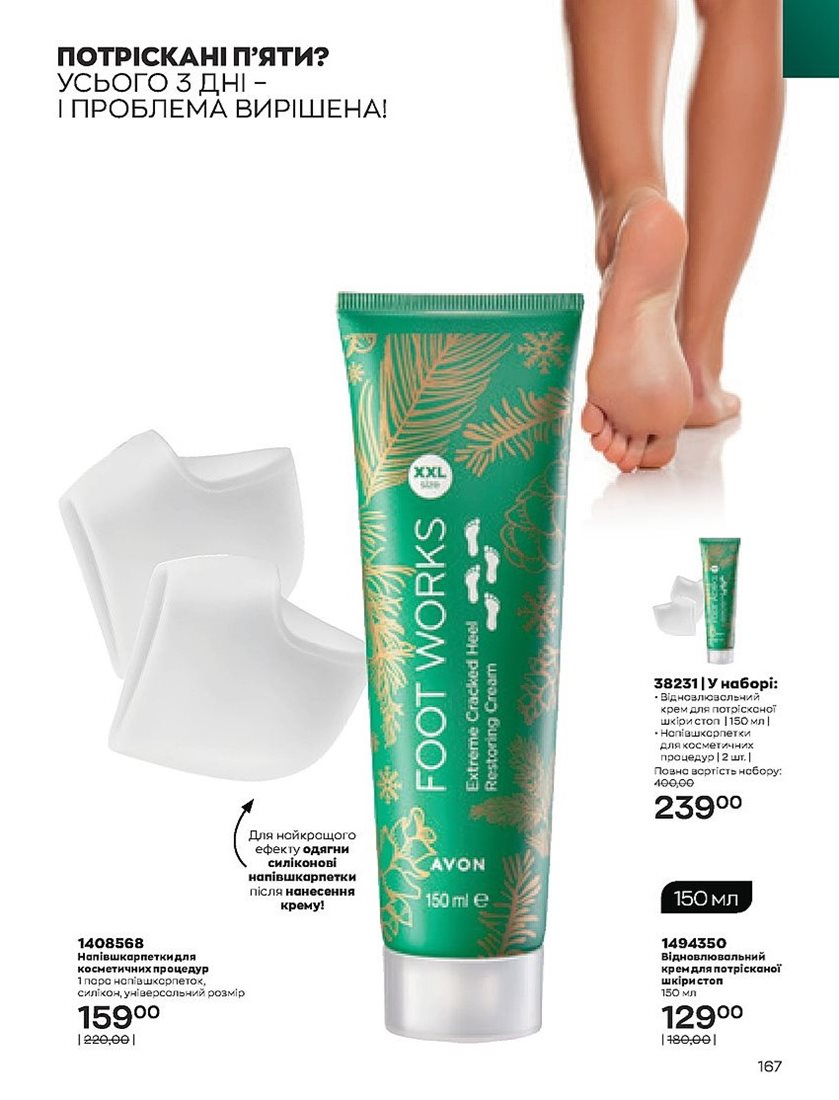 ПОТРІСКАНІ П'ЯТИ?
УСЬОГО 3 ДНІ –
І ПРОБЛЕМА ВИРІШЕНА!
XXL
size
FOOT WORKS
Extreme Cracked Heel
Restoring Cream
AVON
150 ml e
38231 | У наборі:
• Відновлювальний
крем для потрісканої
шкіри стоп | 150 мл |
• Напівшкарпетки
для косметичних
процедур | 2 шт. |
Повна вартість набору:
400,00
239⁰⁰
Для найкращого
ефекту одягни
силіконові
напівшкарпетки
після нанесення
крему!
1408568
Напівшкарпетки для
косметичних процедур
1 пара напівшкарпеток,
силікон, універсальний розмір
159⁰⁰
| 220,00 |
150 мл
1494350
Відновлювальний
крем для потрісканої
шкіри стоп
150 мл
129⁰⁰
| 180,00 |
167